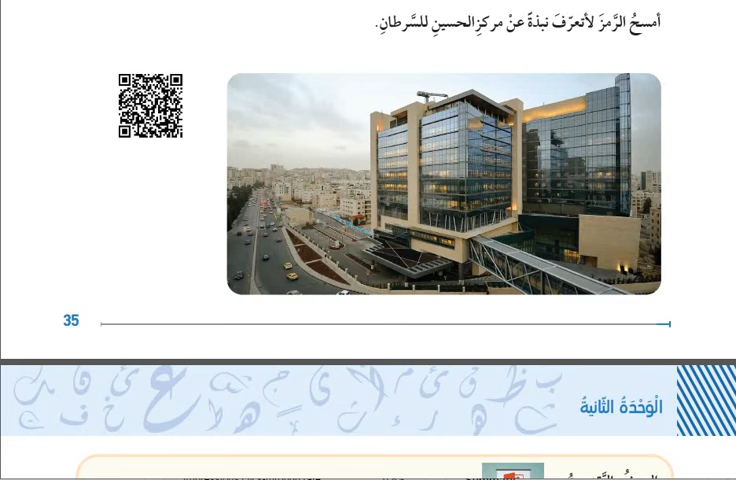 أمسحُ الرَّمزَ لأتعرّفَ نبذةً عنْ مركزِالحسينِ للسَّرطانِ.
35
الْوَحْدَةُ الثّانِيَةُ